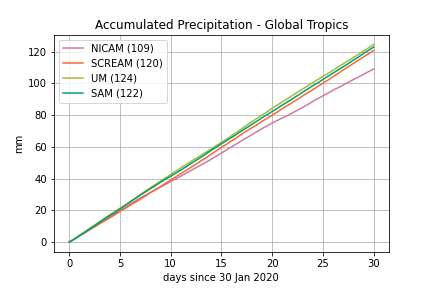 Accumulated Precipitation - Global Tropics
NICAM (109)
SCREAM (120)
UM (124)
SAM (122)
mm
120
100
80
60
40
20
0
0 5 10 15 20 25 30
days since 30 Jan 2020